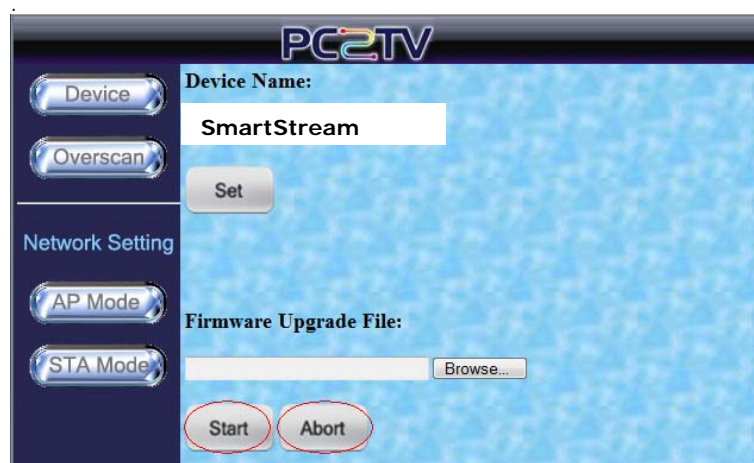 PC2TV
Device
Overscan
Network Setting
AP Mode
STA Mode
Device Name:
SmartStream
Set
Firmware Upgrade File:
Browse...
Start Abort